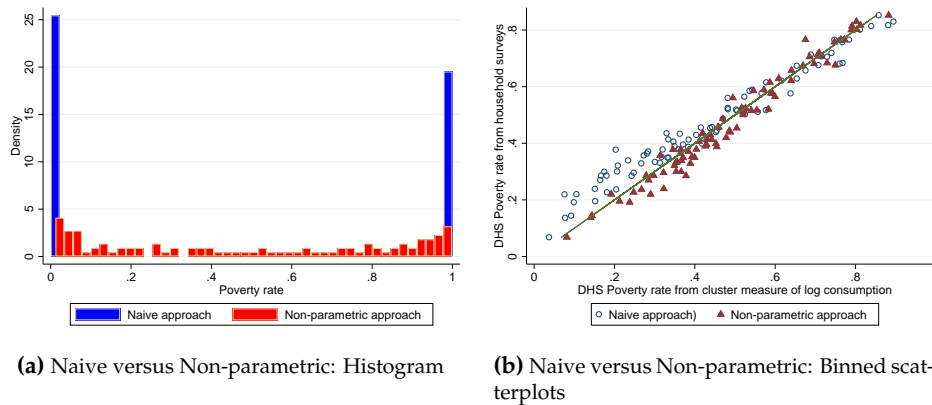 Density
25
20
15
10
5
0
0 .2 .4 .6 .8 1
Poverty rate
Naive approach Non-parametric approach
(a) Naive versus Non-parametric: Histogram
DHS Poverty rate from household surveys
.8
.6
.4
.2
0
0 .2 .4 .6 .8
DHS Poverty rate from cluster measure of log consumption
Naive approach) Non-parametric approach
(b) Naive versus Non-parametric: Binned scat-
terplots